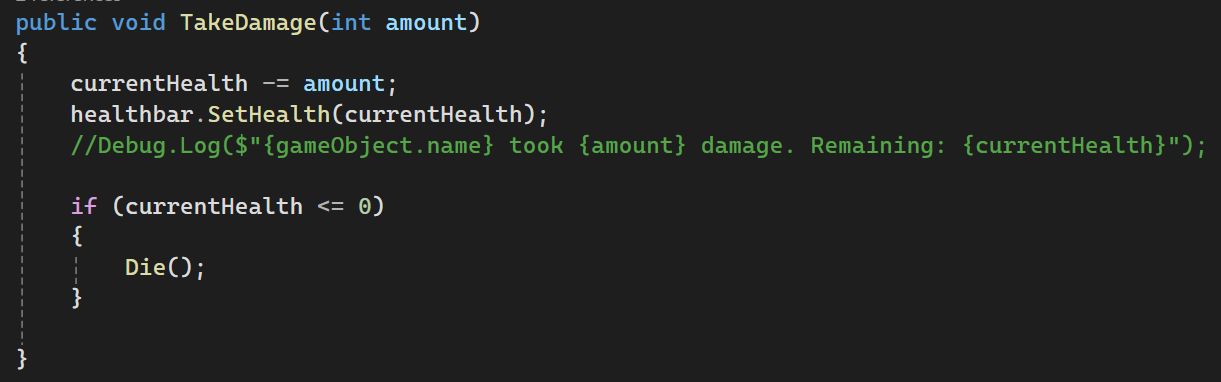 public void TakeDamage(int amount)
{
currentHealth -= amount;
healthbar.SetHealth(currentHealth);
//Debug.Log($"{gameObject.name} took {amount} damage. Remaining: {currentHealth}");
if (currentHealth <= 0)
{
Die();
}
}